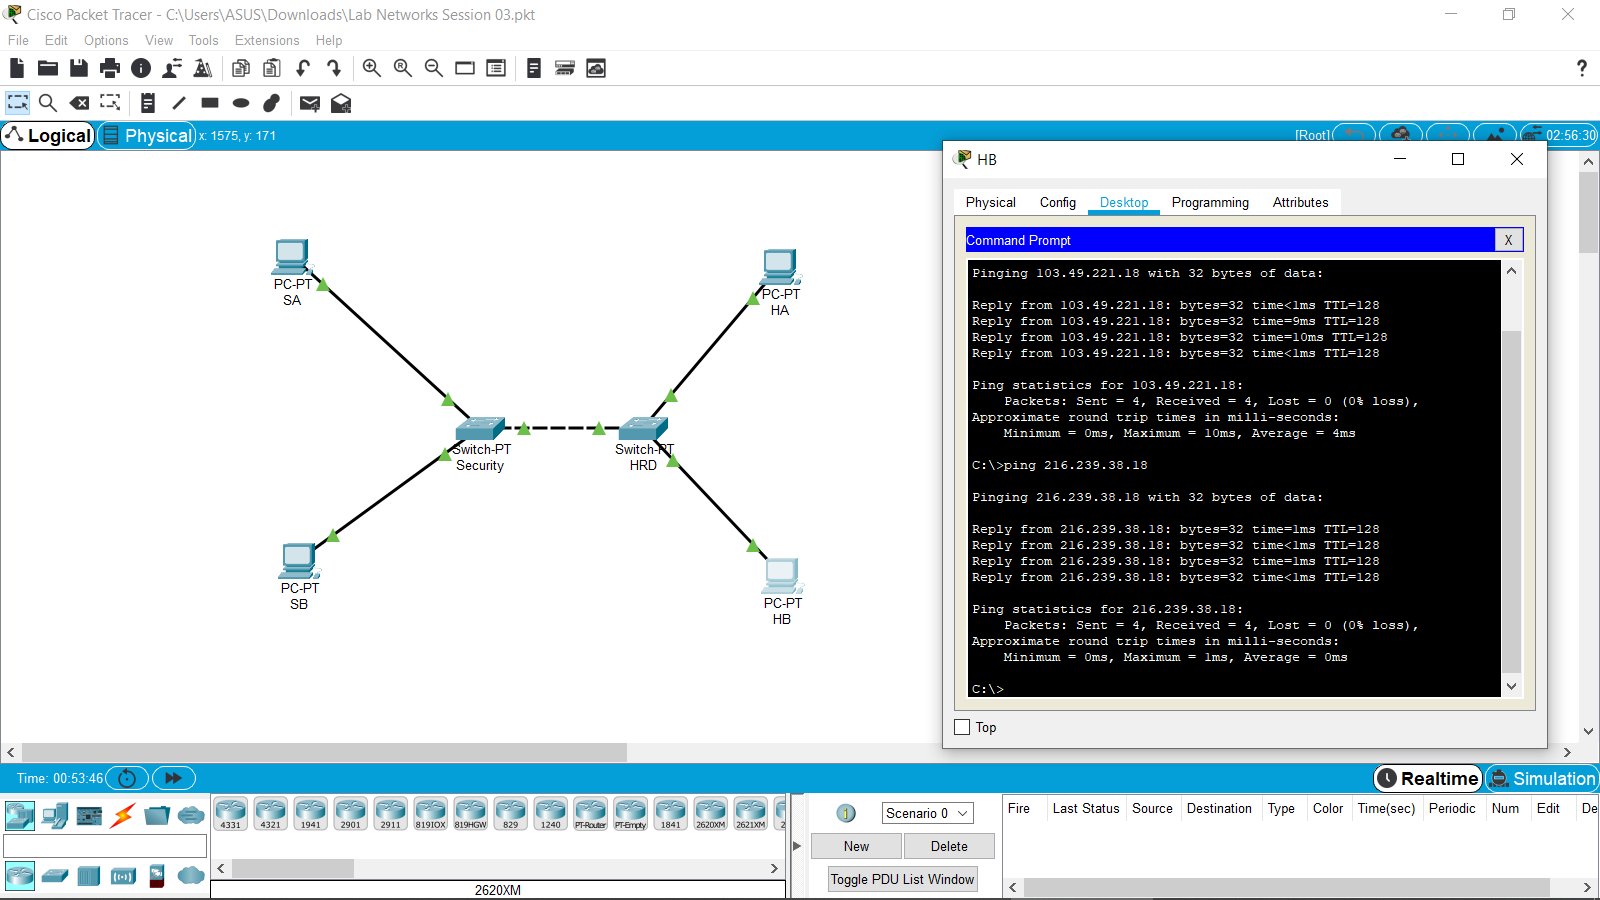 Cisco Packet Tracer - C:\Users\ASUS\Downloads\Lab Networks Session 03.pkt
File Edit Options View Tools Extensions Help
Logical Physical x: 1575, y: 171 [Root] 02:56:30
HB
Physical Config Desktop Programming Attributes
Command Prompt X
Pinging 103.49.221.18 with 32 bytes of data:
Reply from 103.49.221.18: bytes=32 time<1ms TTL=128
Reply from 103.49.221.18: bytes=32 time=9ms TTL=128
Reply from 103.49.221.18: bytes=32 time=10ms TTL=128
Reply from 103.49.221.18: bytes=32 time<1ms TTL=128
Ping statistics for 103.49.221.18:
Packets: Sent = 4, Received = 4, Lost = 0 (0% loss),
Approximate round trip times in milli-seconds:
Minimum = 0ms, Maximum = 10ms, Average = 4ms
C:\>ping 216.239.38.18
Pinging 216.239.38.18 with 32 bytes of data:
Reply from 216.239.38.18: bytes=32 time=1ms TTL=128
Reply from 216.239.38.18: bytes=32 time<1ms TTL=128
Reply from 216.239.38.18: bytes=32 time=1ms TTL=128
Reply from 216.239.38.18: bytes=32 time<1ms TTL=128
Ping statistics for 216.239.38.18:
Packets: Sent = 4, Received = 4, Lost = 0 (0% loss),
Approximate round trip times in milli-seconds:
Minimum = 0ms, Maximum = 1ms, Average = 0ms
C:\>
Top
PC-PT
SA
PC-PT
HA
Switch-PT
Security
Switch-PT
HRD
PC-PT
SB
PC-PT
HB
Time: 00:53:46
Realtime Simulation
4331 4321 1941 2901 2911 819IOX 819HGW 829 1240 PT-Router PT-Empty 1841 2620XM 2621XM 2
2620XM
Scenario 0
New Delete
Toggle PDU List Window
Fire Last Status Source Destination Type Color Time(sec) Periodic Num Edit De